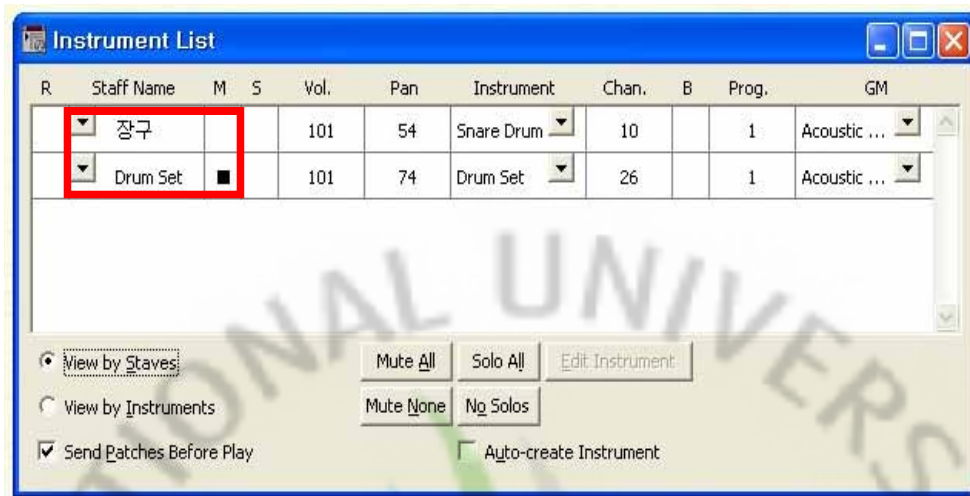 Instrument List
R Staff Name M S Vol. Pan Instrument Chan. B Prog. GM
장구 101 54 Snare Drum 10 1 Acoustic ...
Drum Set 101 74 Drum Set 26 1 Acoustic ...
View by Staves Mute All Solo All Edit Instrument
View by Instruments Mute None No Solos
Send Patches Before Play Auto-create Instrument
TIONAL UNIVERS